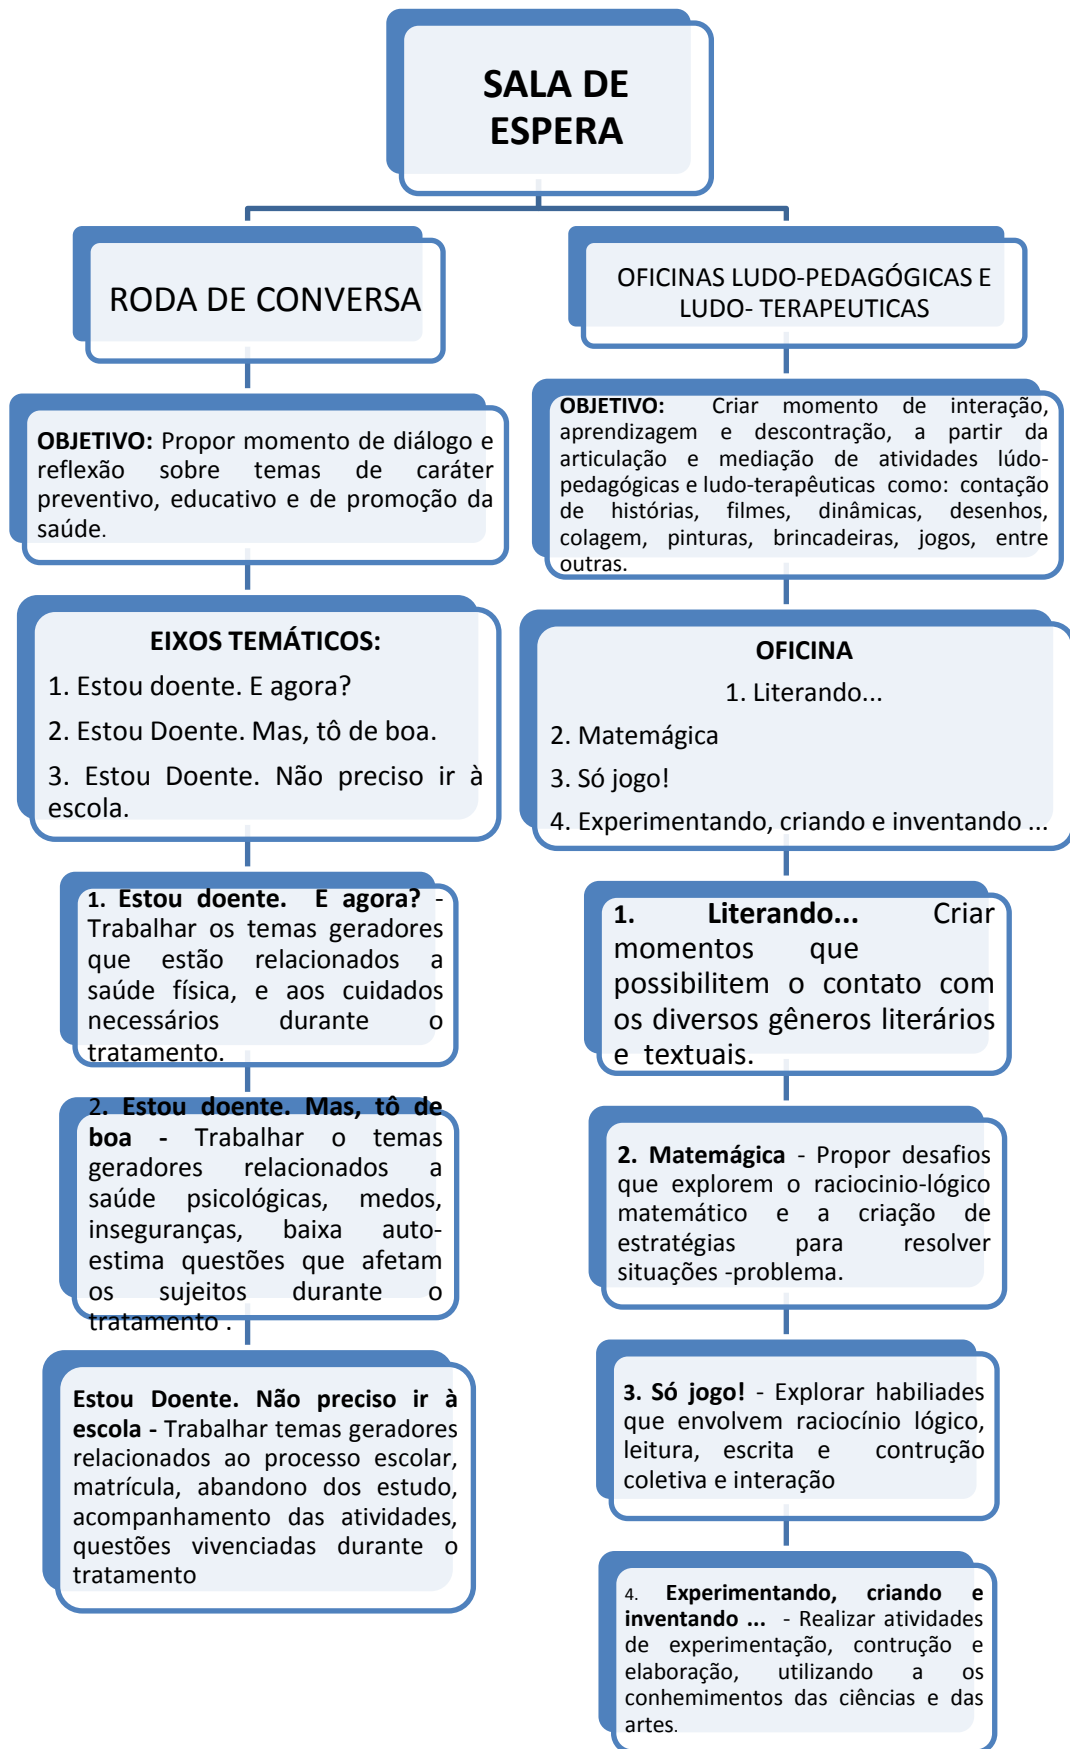 SALA DE
ESPERA
RODA DE CONVERSA
OBJETIVO: Propor momento de diálogo e
reflexão sobre temas de caráter
preventivo, educativo e de promoção da
saúde.
EIXOS TEMÁTICOS:
1. Estou doente. E agora?
2. Estou Doente. Mas, tô de boa.
3. Estou Doente. Não preciso ir à
escola.
1. Estou doente. E agora? -
Trabalhar os temas geradores
que estão relacionados a
saúde física, e aos cuidados
necessários durante o
tratamento.
2. Estou doente. Mas, tô de
boa - Trabalhar o temas
geradores relacionados a
saúde psicológicas, medos,
inseguranças, baixa auto-
estima questões que afetam
os sujeitos durante o
tratamento .
Estou Doente. Não preciso ir à
escola - Trabalhar temas geradores
relacionados ao processo escolar,
matrícula, abandono dos estudo,
acompanhamento das atividades,
questões vivenciadas durante o
tratamento
OFICINAS LUDO-PEDAGÓGICAS E
LUDO- TERAPEUTICAS
OBJETIVO: Criar momento de interação,
aprendizagem e descontração, a partir da
articulação e mediação de atividades lúdo-
pedagógicas e ludo-terapêuticas como: contação
de histórias, filmes, dinâmicas, desenhos,
colagem, pinturas, brincadeiras, jogos, entre
outras.
OFICINA
1. Literando...
2. Matemágica
3. Só jogo!
4. Experimentando, criando e inventando ...
1. Literando... Criar
momentos que
possibilitem o contato com
os diversos gêneros literários
e textuais.
2. Matemágica - Propor desafios
que explorem o raciocinio-lógico
matemático e a criação de
estratégias para resolver
situações -problema.
3. Só jogo! - Explorar habiliades
que envolvem raciocínio lógico,
leitura, escrita e contrução
coletiva e interação
4. Experimentando, criando e
inventando ... - Realizar atividades
de experimentação, contrução e
elaboração, utilizando a os
conhemimentos das ciências e das
artes.